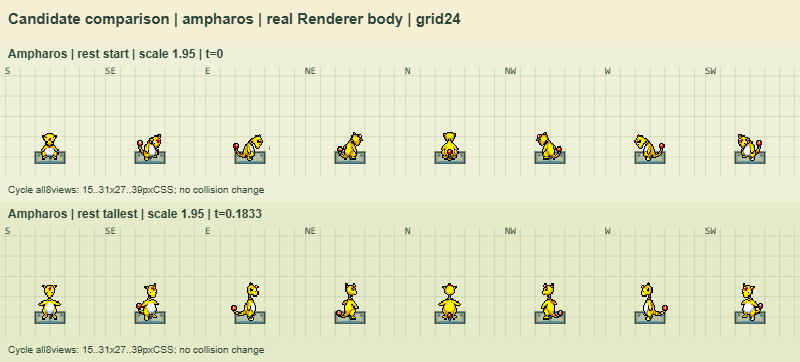 Candidate comparison | ampharos | real Renderer body | grid24
Ampharos | rest start | scale 1.95 | t=0
S SE E NE N NW W SW
Cycle all8views: 15..31x27..39pxCSS; no collision change
Ampharos | rest tallest | scale 1.95 | t=0.1833
S SE E NE N NW W SW
Cycle all8views: 15..31x27..39pxCSS; no collision change